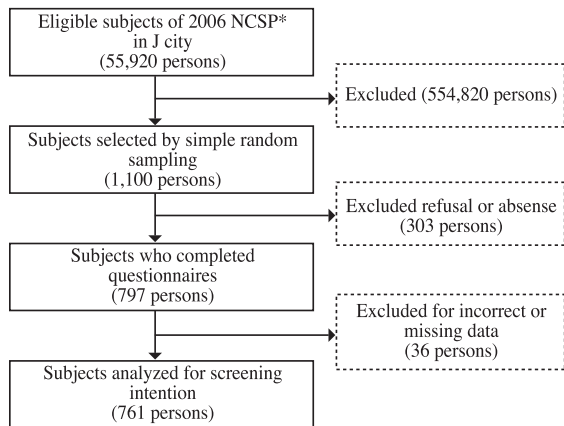 Eligible subjects of 2006 NCSP*
in J city
(55,920 persons)
Excluded (554,820 persons)
Subjects selected by simple random
sampling
(1,100 persons)
Excluded refusal or absense
(303 persons)
Subjects who completed
questionnaires
(797 persons)
Excluded for incorrect or
missing data
(36 persons)
Subjects analyzed for screening
intention
(761 persons)